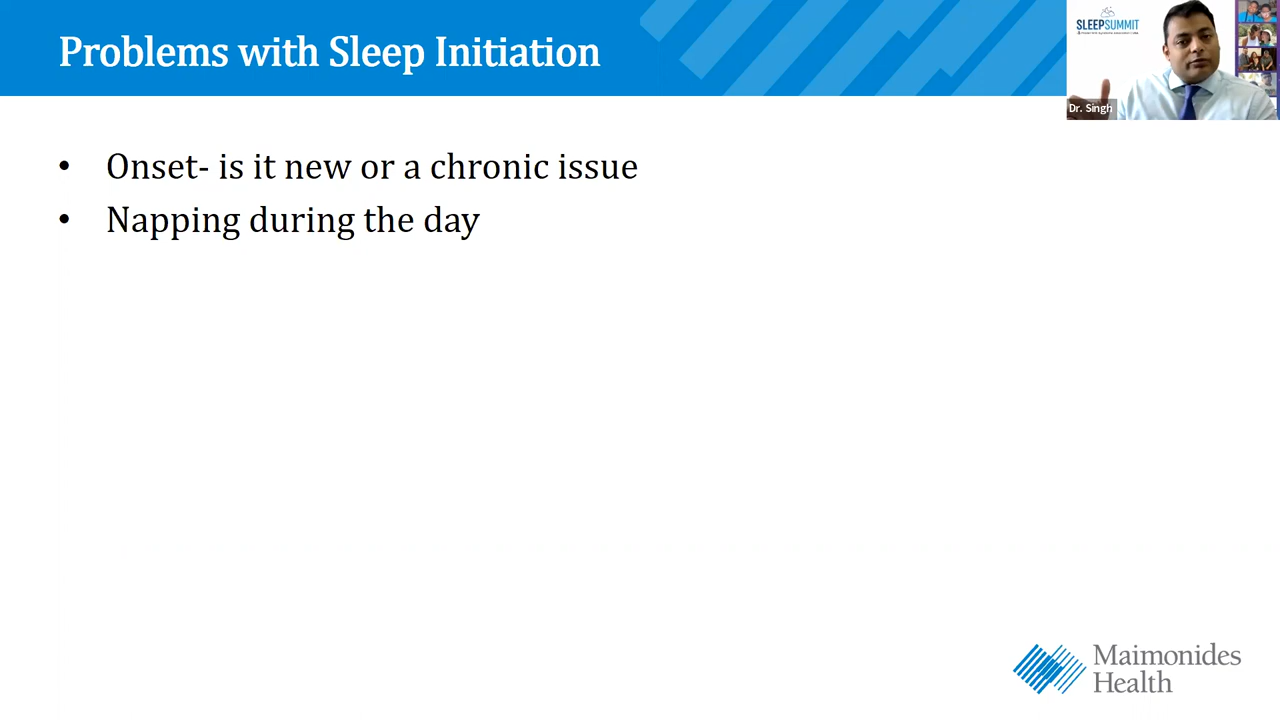 Problems with Sleep Initiation
SLEEPSUMMIT
Dr. Singh
• Onset- is it new or a chronic issue
• Napping during the day
Maimonides
Health